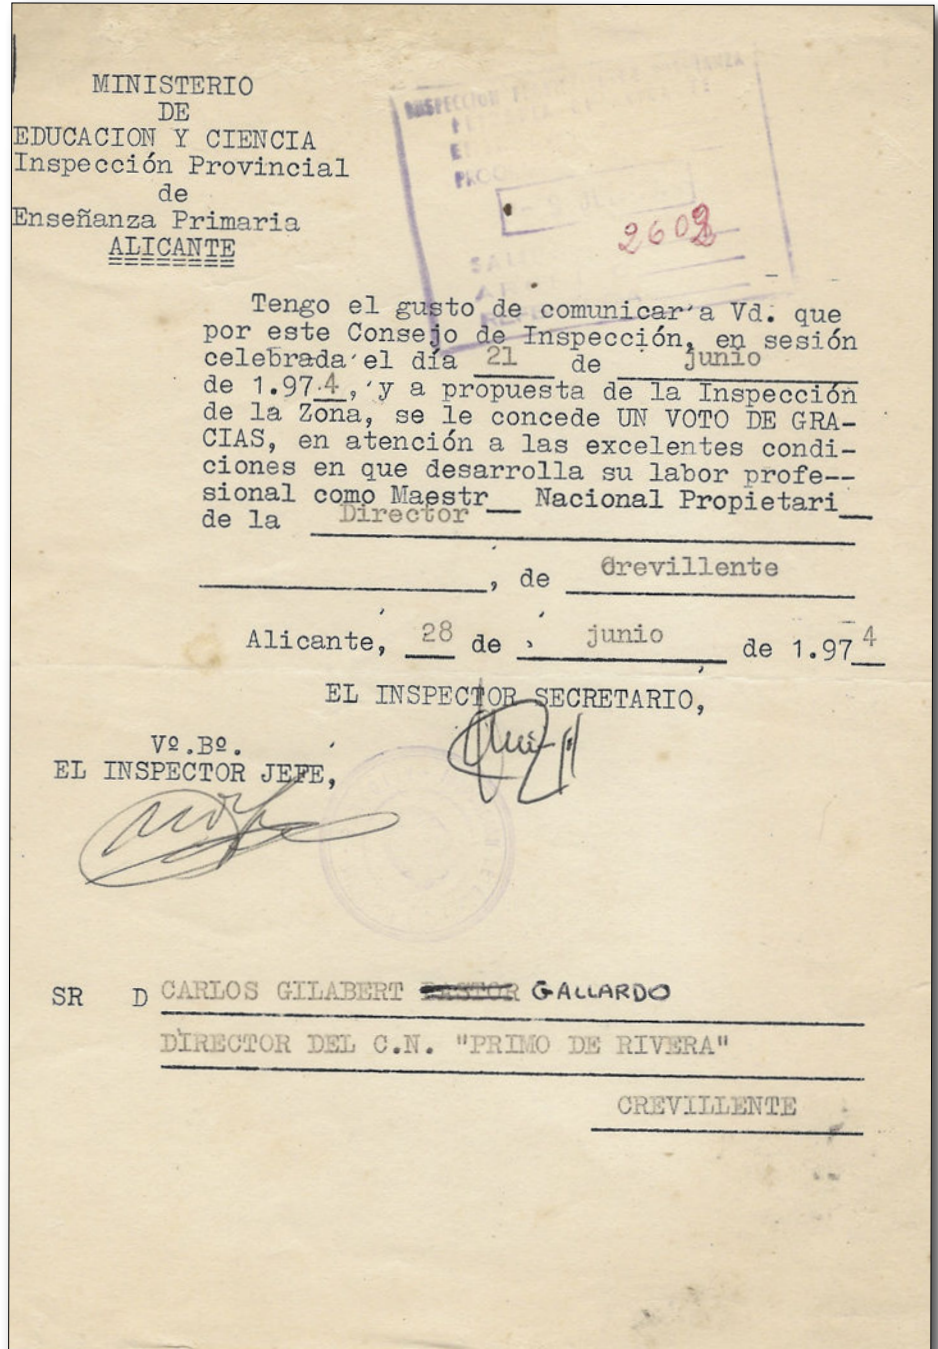 MINISTERIO
DE
EDUCACION Y CIENCIA
Inspección Provincial
de
Enseñanza Primaria
ALICANTE
INSPECCION
2602
Tengo el gusto de comunicar a Vd. que
por este Consejo de Inspección, en sesión
celebrada el día 21 de junio
de 1.974, y a propuesta de la Inspección
de la Zona, se le concede UN VOTO DE GRA-
CIAS, en atención a las excelentes condi-
ciones en que desarrolla su labor profe--
sional como Maestr__ Nacional Propietari__
de la Director
, de Crevillente
Alicante, 28 de junio de 1.974
EL INSPECTOR SECRETARIO,
Vº.Bº.
EL INSPECTOR JEFE,
SR D CARLOS GILABERT GALLARDO
DIRECTOR DEL C.N. "PRIMO DE RIVERA"
CREVILLENTE